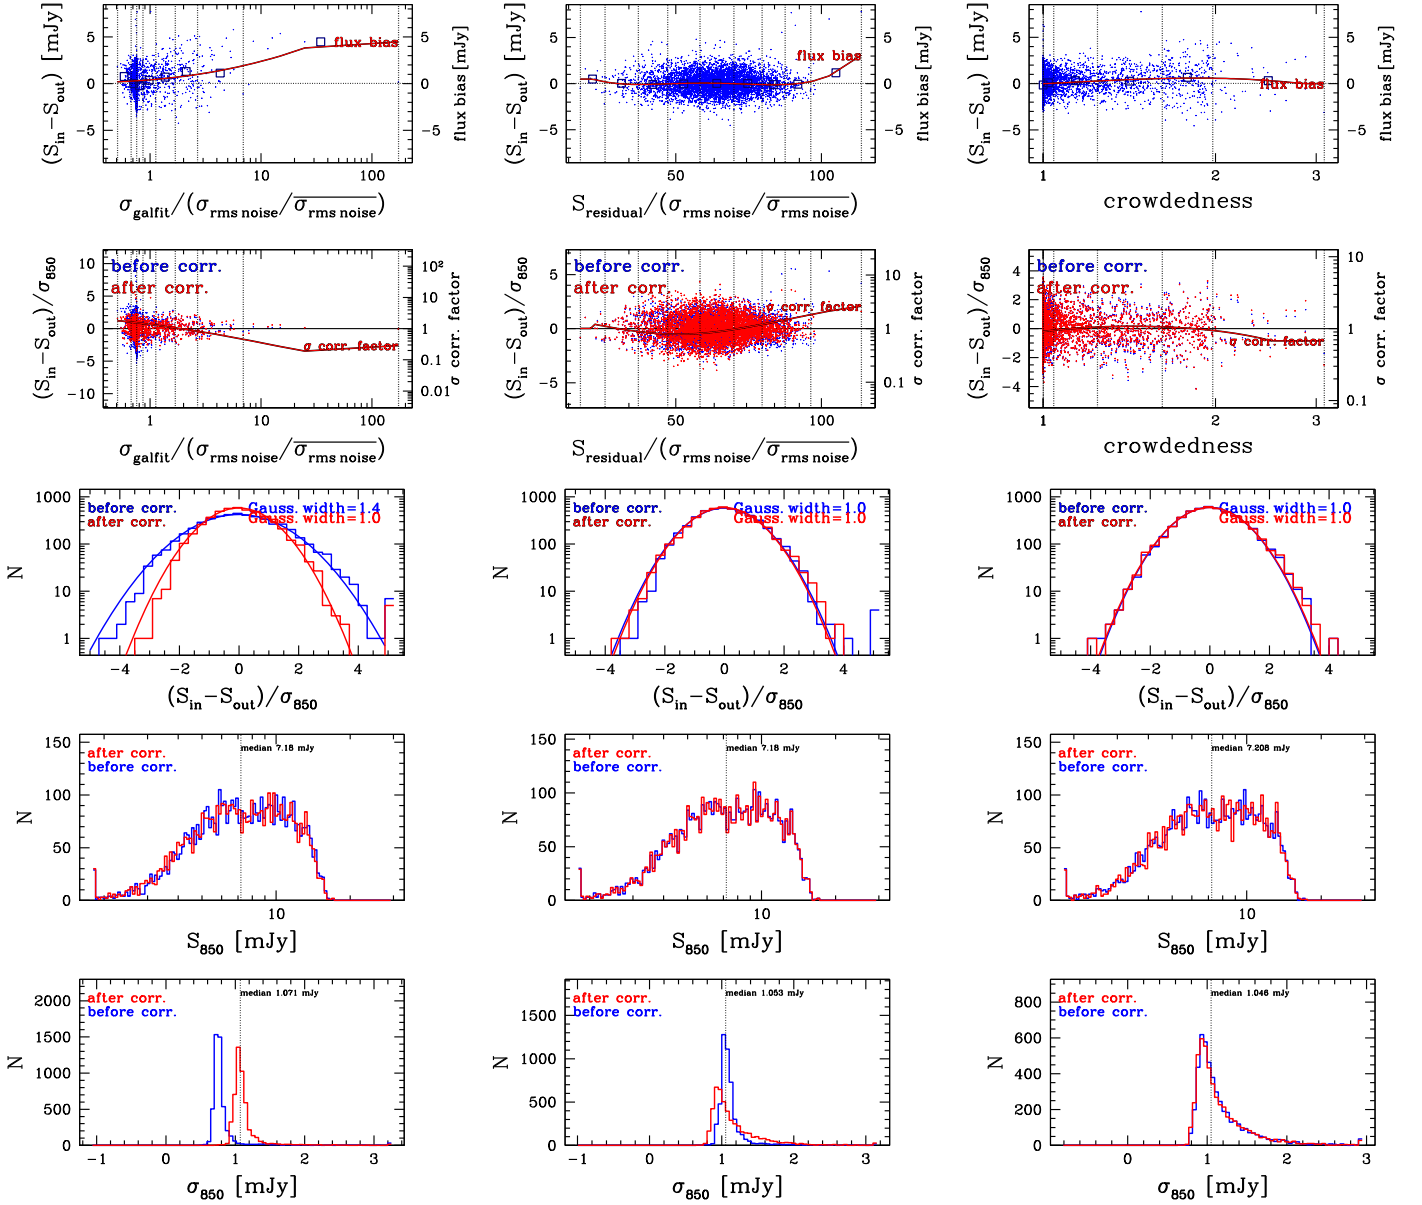 (S_in−S_out) [mJy]
5
0
−5
flux bias
5
0
−5
flux bias [mJy]
1
10
100
σ_galfit/(σ_rms noise/σ_rms noise)
(S_in−S_out) [mJy]
5
0
−5
flux bias
5
0
−5
flux bias [mJy]
50
100
S_residual/(σ_rms noise/σ_rms noise)
(S_in−S_out) [mJy]
5
0
−5
flux bias
5
0
−5
flux bias [mJy]
1
2
3
crowdedness
(S_in−S_out)/σ_850
10
5
0
−5
−10
before corr.
after corr.
σ corr. factor
10²
10
1
0.1
0.01
σ corr. factor
1
10
100
σ_galfit/(σ_rms noise/σ_rms noise)
(S_in−S_out)/σ_850
5
0
−5
before corr.
after corr.
σ corr. factor
10
1
0.1
σ corr. factor
50
100
S_residual/(σ_rms noise/σ_rms noise)
(S_in−S_out)/σ_850
4
2
0
−2
−4
before corr.
after corr.
σ corr. factor
10
1
0.1
σ corr. factor
1
2
3
crowdedness
N
1000
100
10
1
before corr.
after corr.
Gauss. width=1.4
Gauss. width=1.0
−4 −2 0 2 4
(S_in−S_out)/σ_850
N
1000
100
10
1
before corr.
after corr.
Gauss. width=1.0
Gauss. width=1.0
−4 −2 0 2 4
(S_in−S_out)/σ_850
N
1000
100
10
1
before corr.
after corr.
Gauss. width=1.0
Gauss. width=1.0
−4 −2 0 2 4
(S_in−S_out)/σ_850
N
150
100
50
0
after corr.
before corr.
median 7.18 mJy
10
S_850 [mJy]
N
150
100
50
0
after corr.
before corr.
median 7.18 mJy
10
S_850 [mJy]
N
150
100
50
0
after corr.
before corr.
median 7.208 mJy
10
S_850 [mJy]
N
2000
1500
1000
500
0
after corr.
before corr.
median 1.071 mJy
−1 0 1 2 3
σ_850 [mJy]
N
1500
1000
500
0
after corr.
before corr.
median 1.053 mJy
−1 0 1 2 3
σ_850 [mJy]
N
800
600
400
200
0
after corr.
before corr.
median 1.046 mJy
0 1 2 3
σ_850 [mJy]